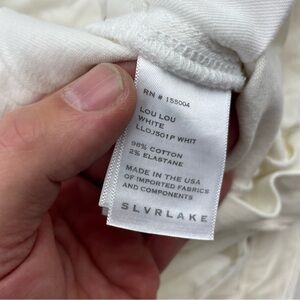 RN # 155004
LOU LOU
WHITE
LLOJ501P WHIT
98% COTTON
2% ELASTANE
MADE IN THE USA
OF IMPORTED FABRICS
AND COMPONENTS
SLVRLAKE